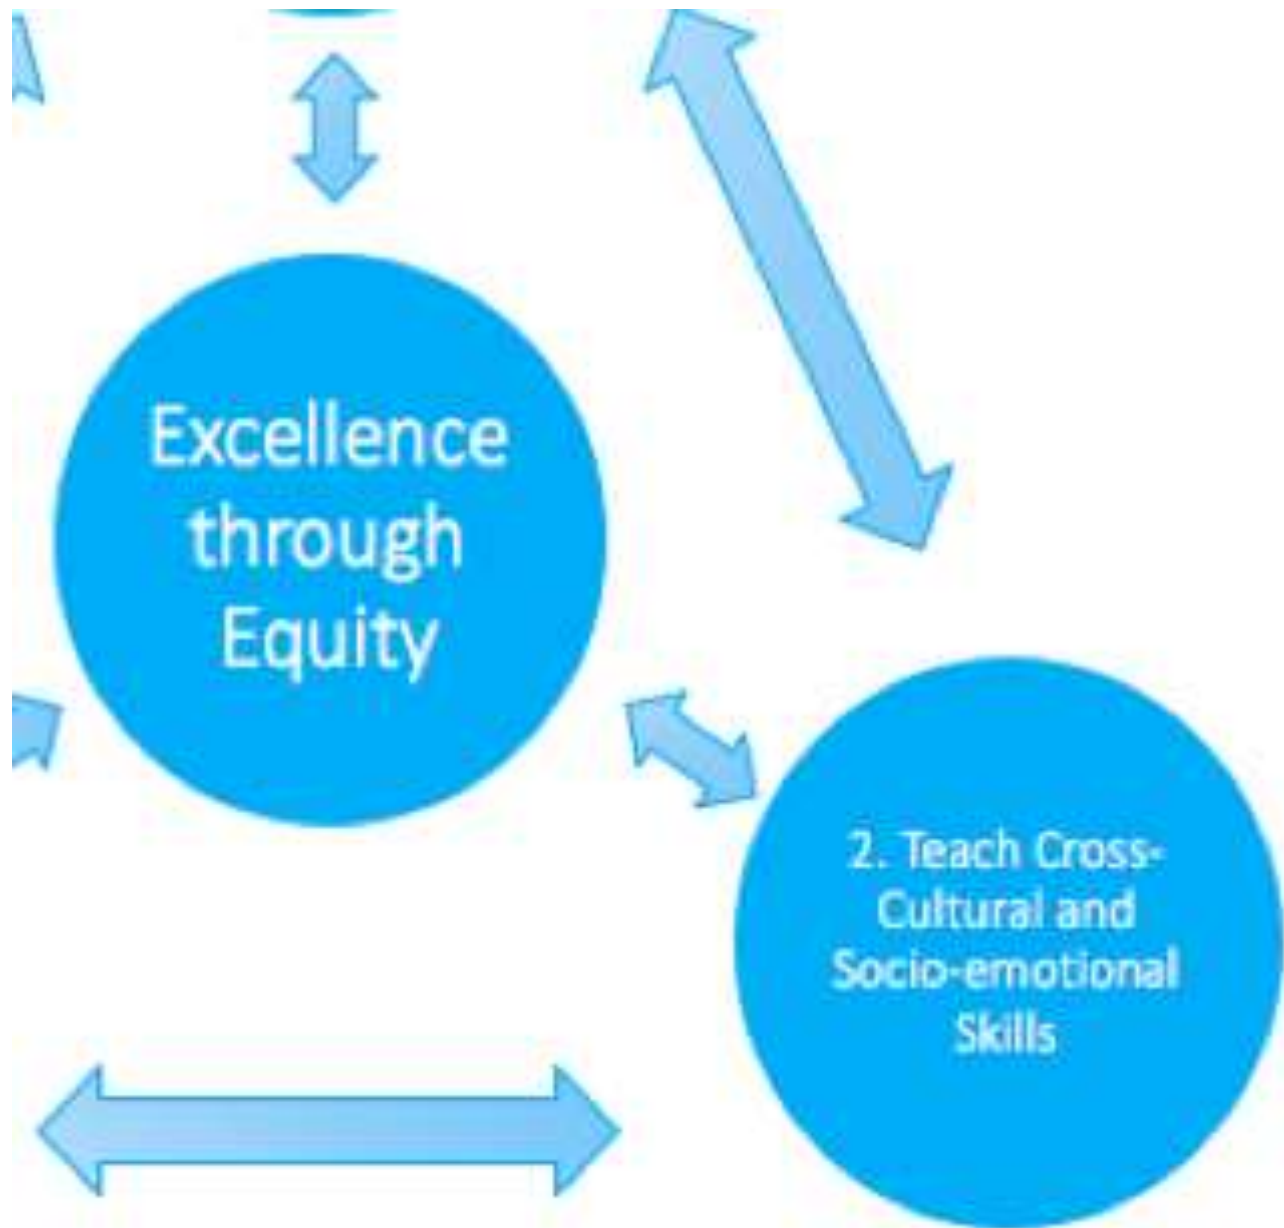 Excellence
through
Equity
2. Teach Cross-
Cultural and
Socio-emotional
Skills